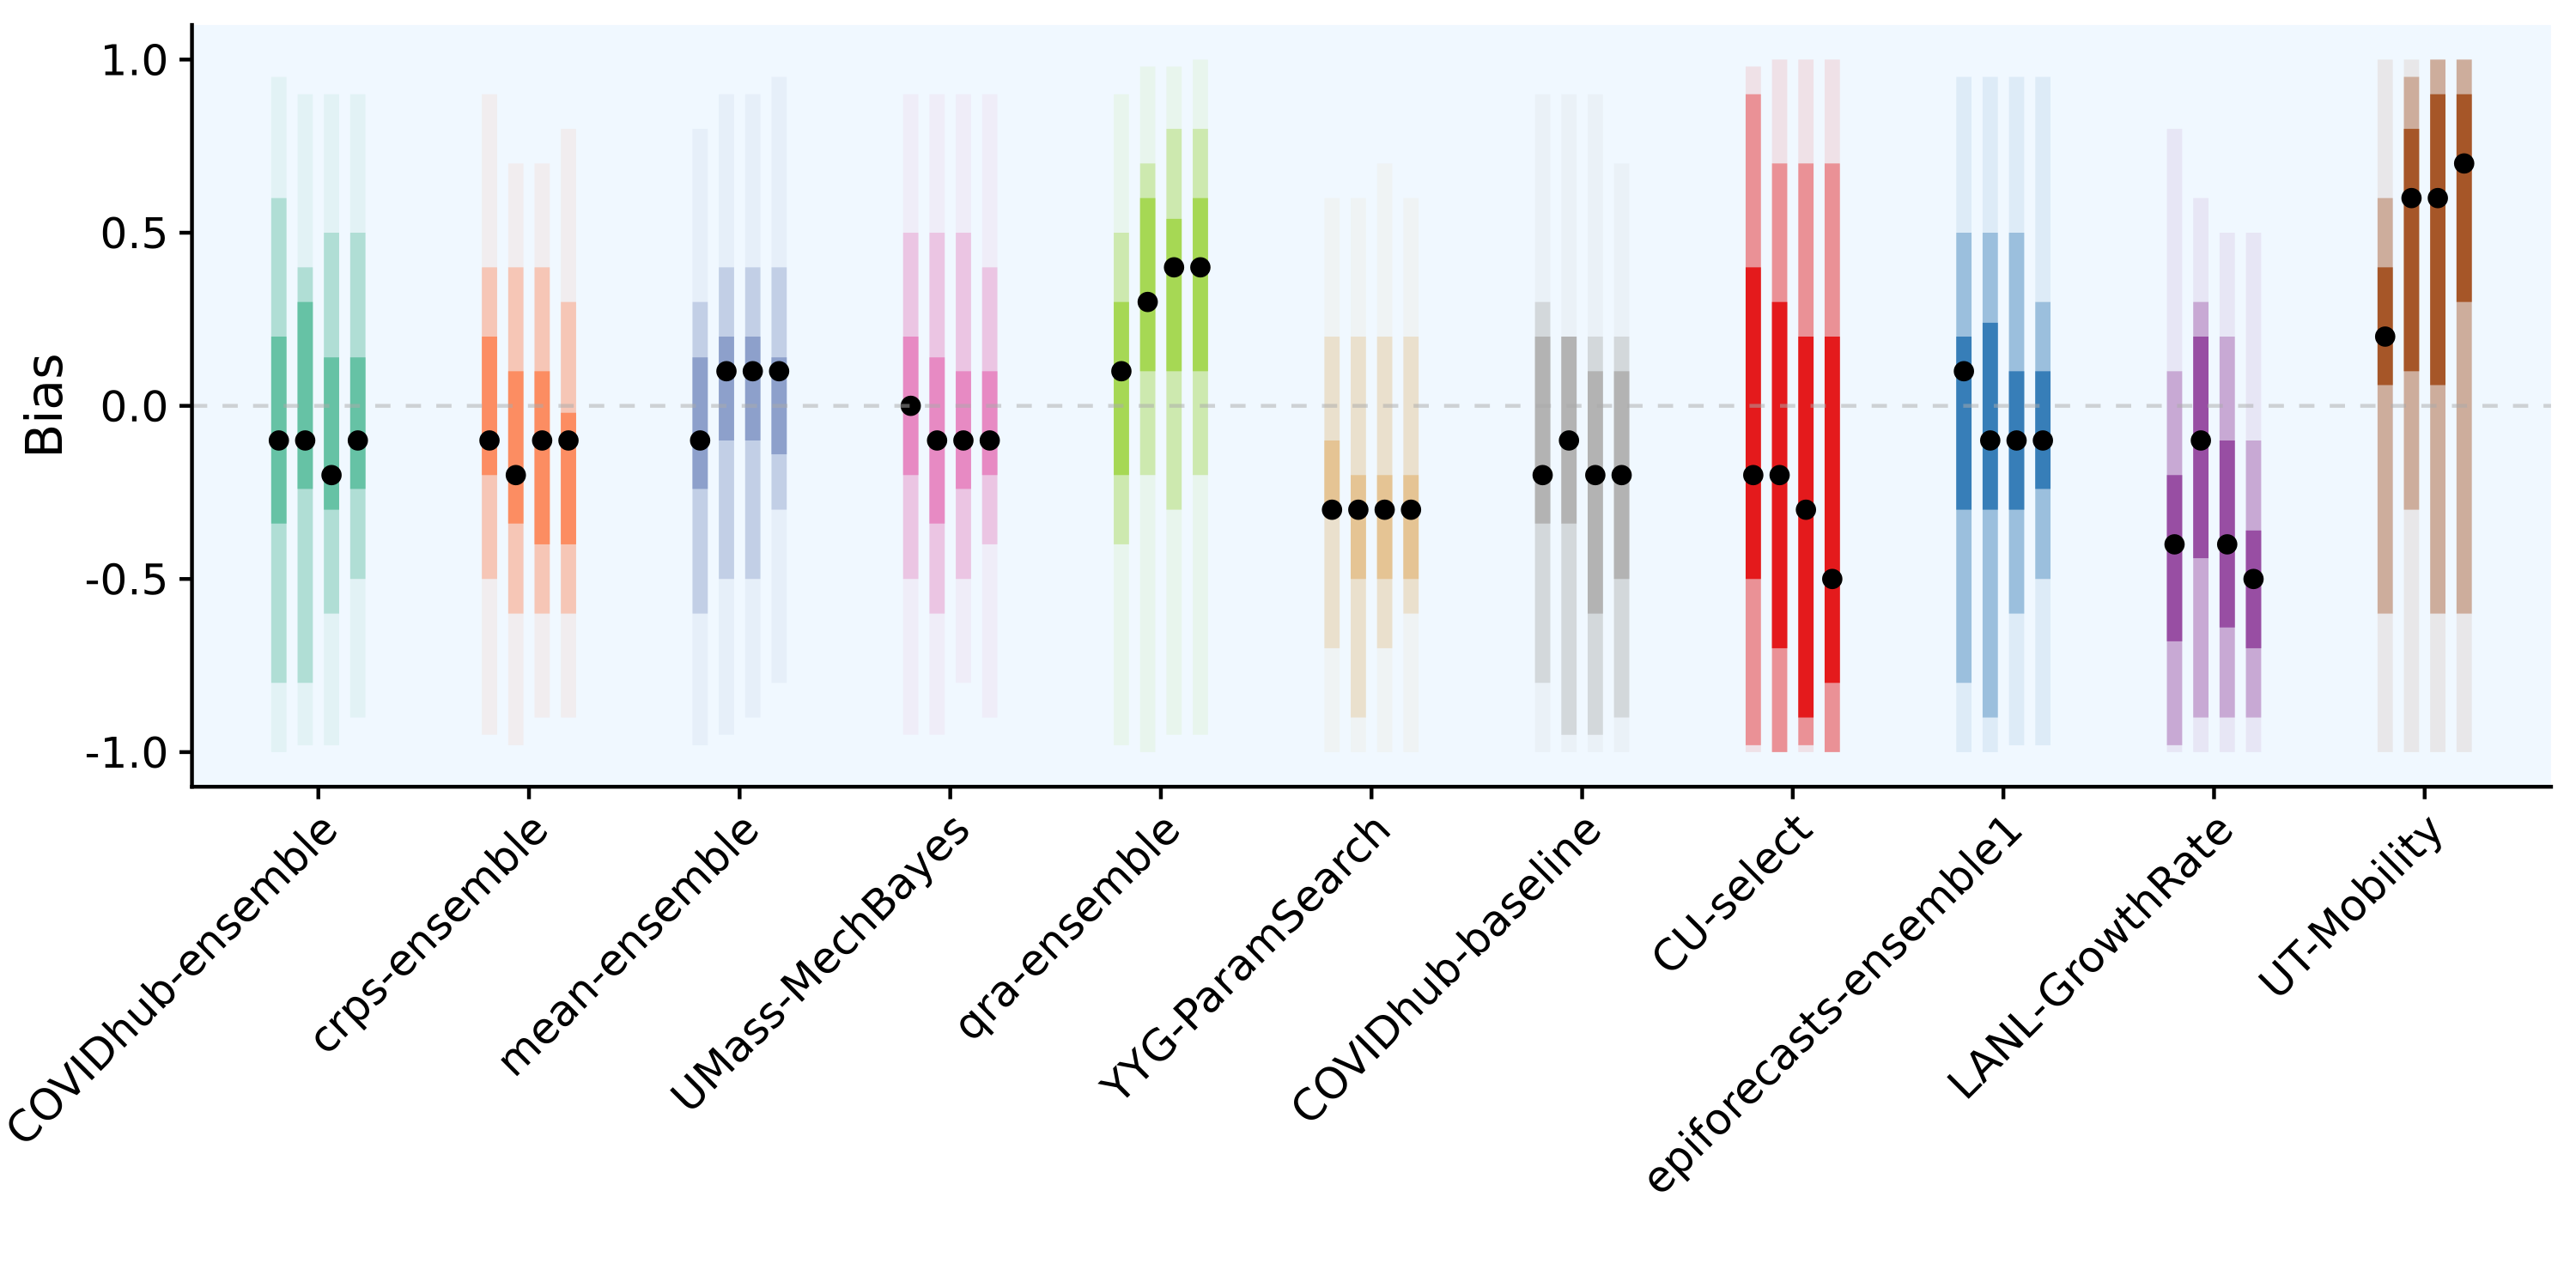 Bias
1.0
0.5
0.0
-0.5
-1.0
COVIDhub-ensemble
crps-ensemble
mean-ensemble
UMass-MechBayes
qra-ensemble
YYG-ParamSearch
COVIDhub-baseline
CU-select
epiforecasts-ensemble1
LANL-GrowthRate
UT-Mobility